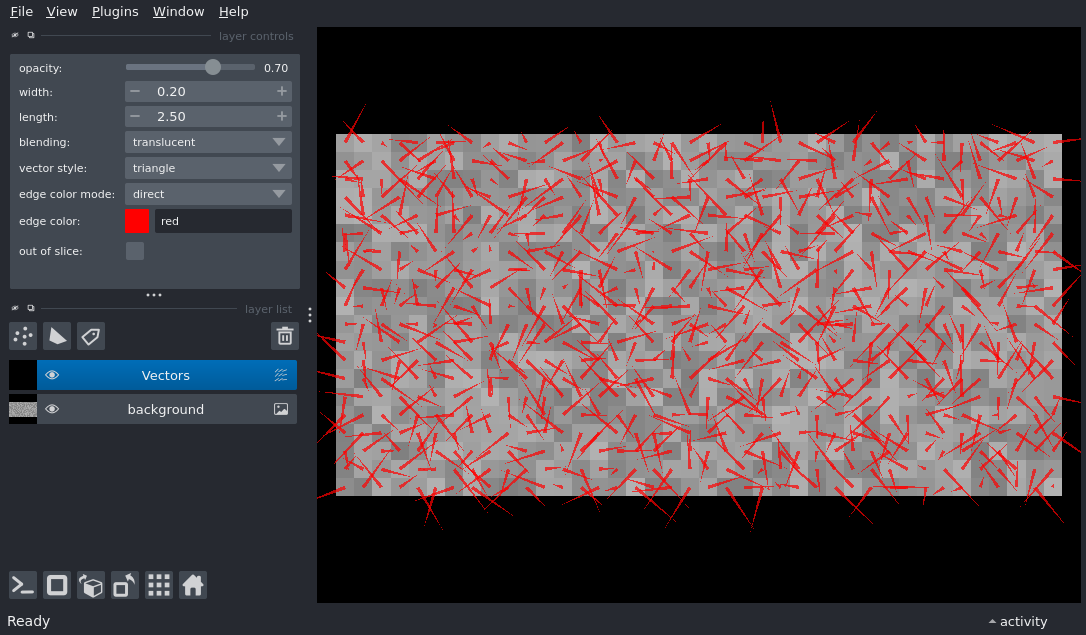 File View Plugins Window Help
layer controls
opacity: 0.70
width: 0.20
length: 2.50
blending: translucent
vector style: triangle
edge color mode: direct
edge color: red
out of slice:
layer list
Vectors
background
Ready activity